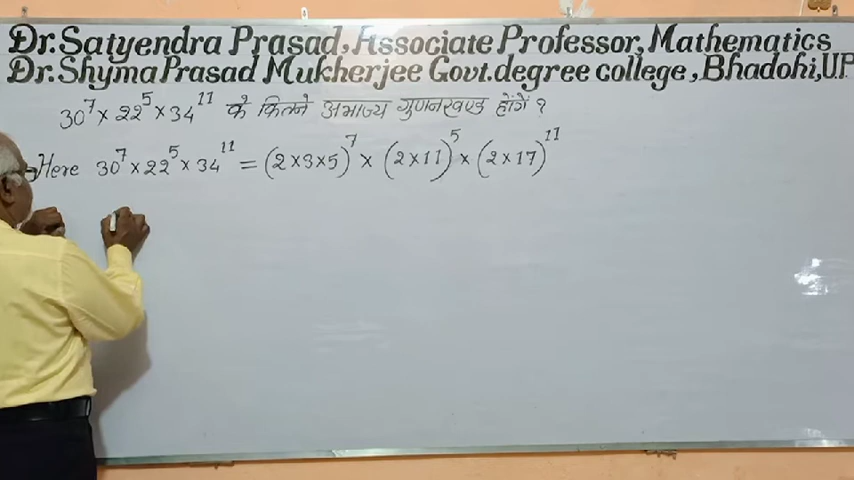 Dr.Satyendra Prasad, Associate Professor, Mathematics
Dr.Shyma Prasad Mukherjee Govt.degree college, Bhadohi, U.P
30⁷ × 22⁵ × 34¹¹ के कितने अभाज्य गुणनखण्ड होंगें ?
Here 30⁷ × 22⁵ × 34¹¹ = (2×3×5)⁷ × (2×11)⁵ × (2×17)¹¹